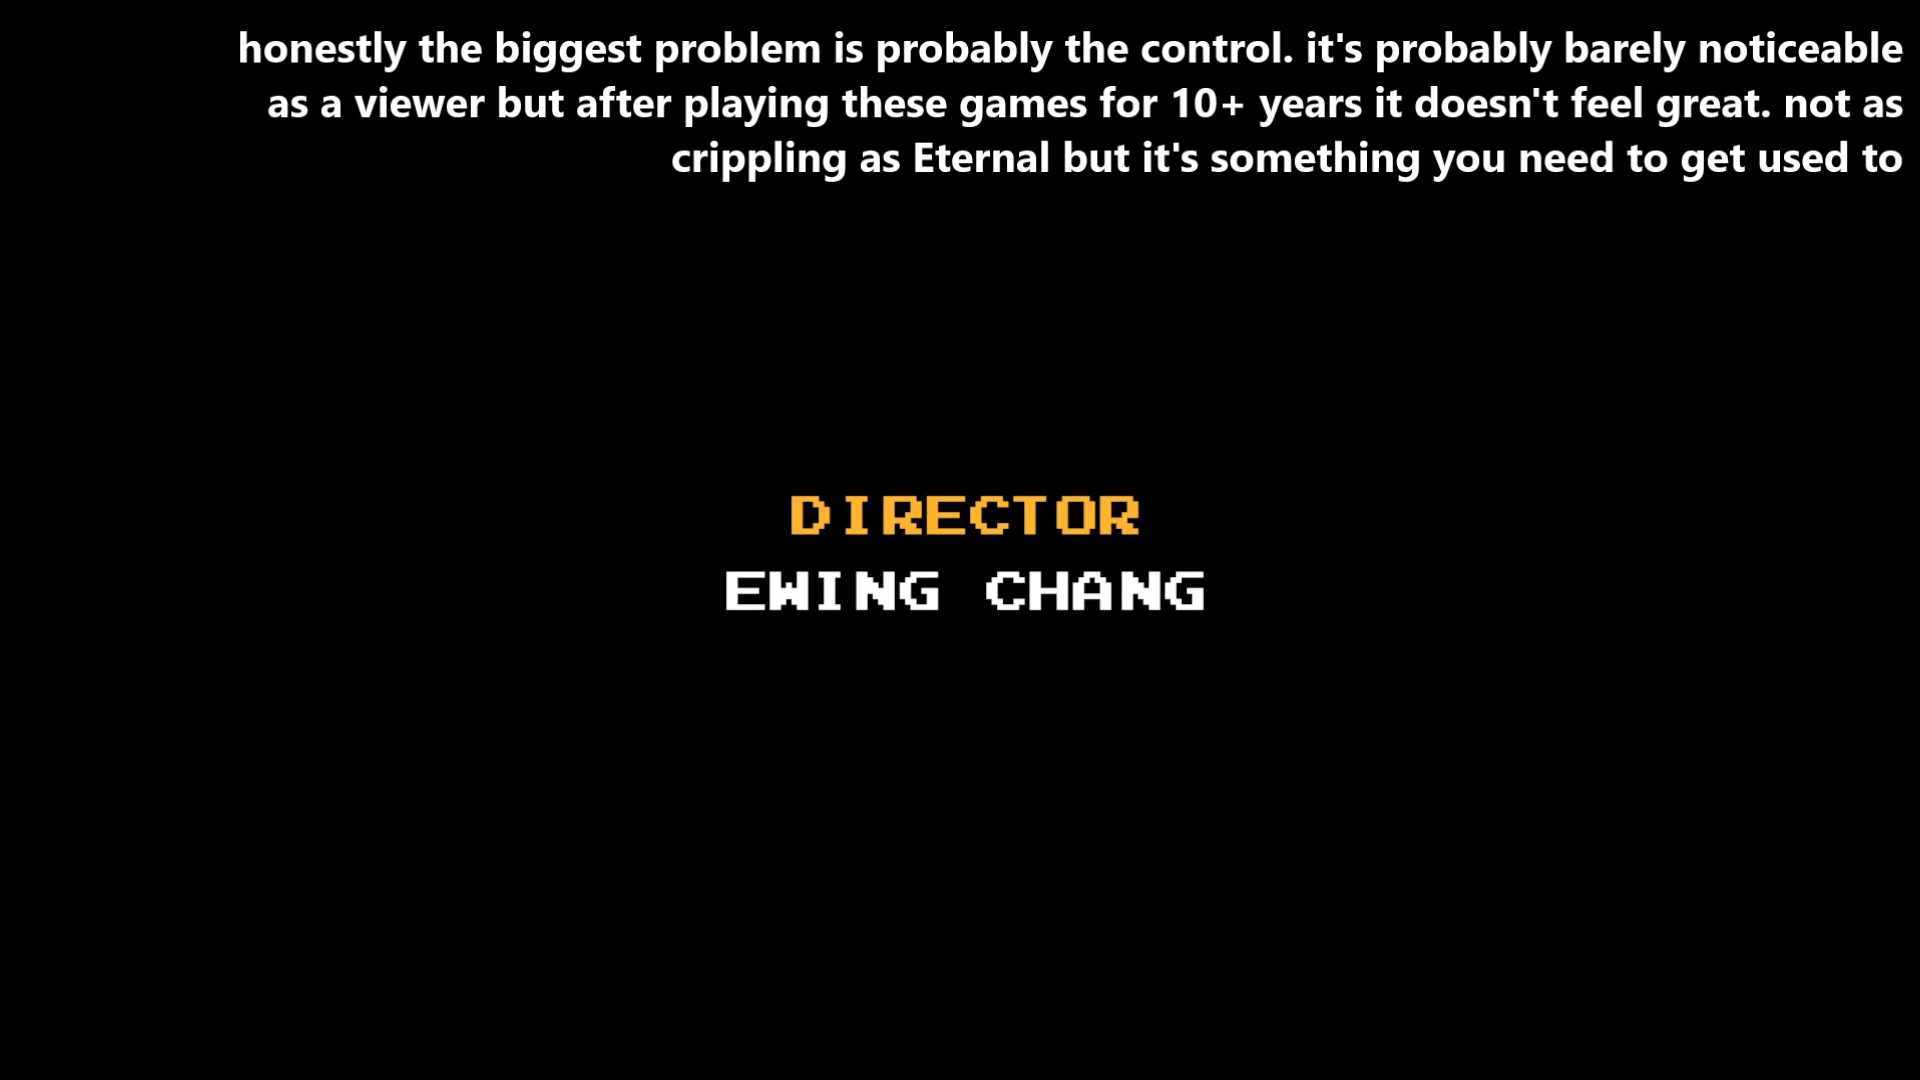 honestly the biggest problem is probably the control. it's probably barely noticeable
as a viewer but after playing these games for 10+ years it doesn't feel great. not as
crippling as Eternal but it's something you need to get used to
DIRECTOR
EWING CHANG